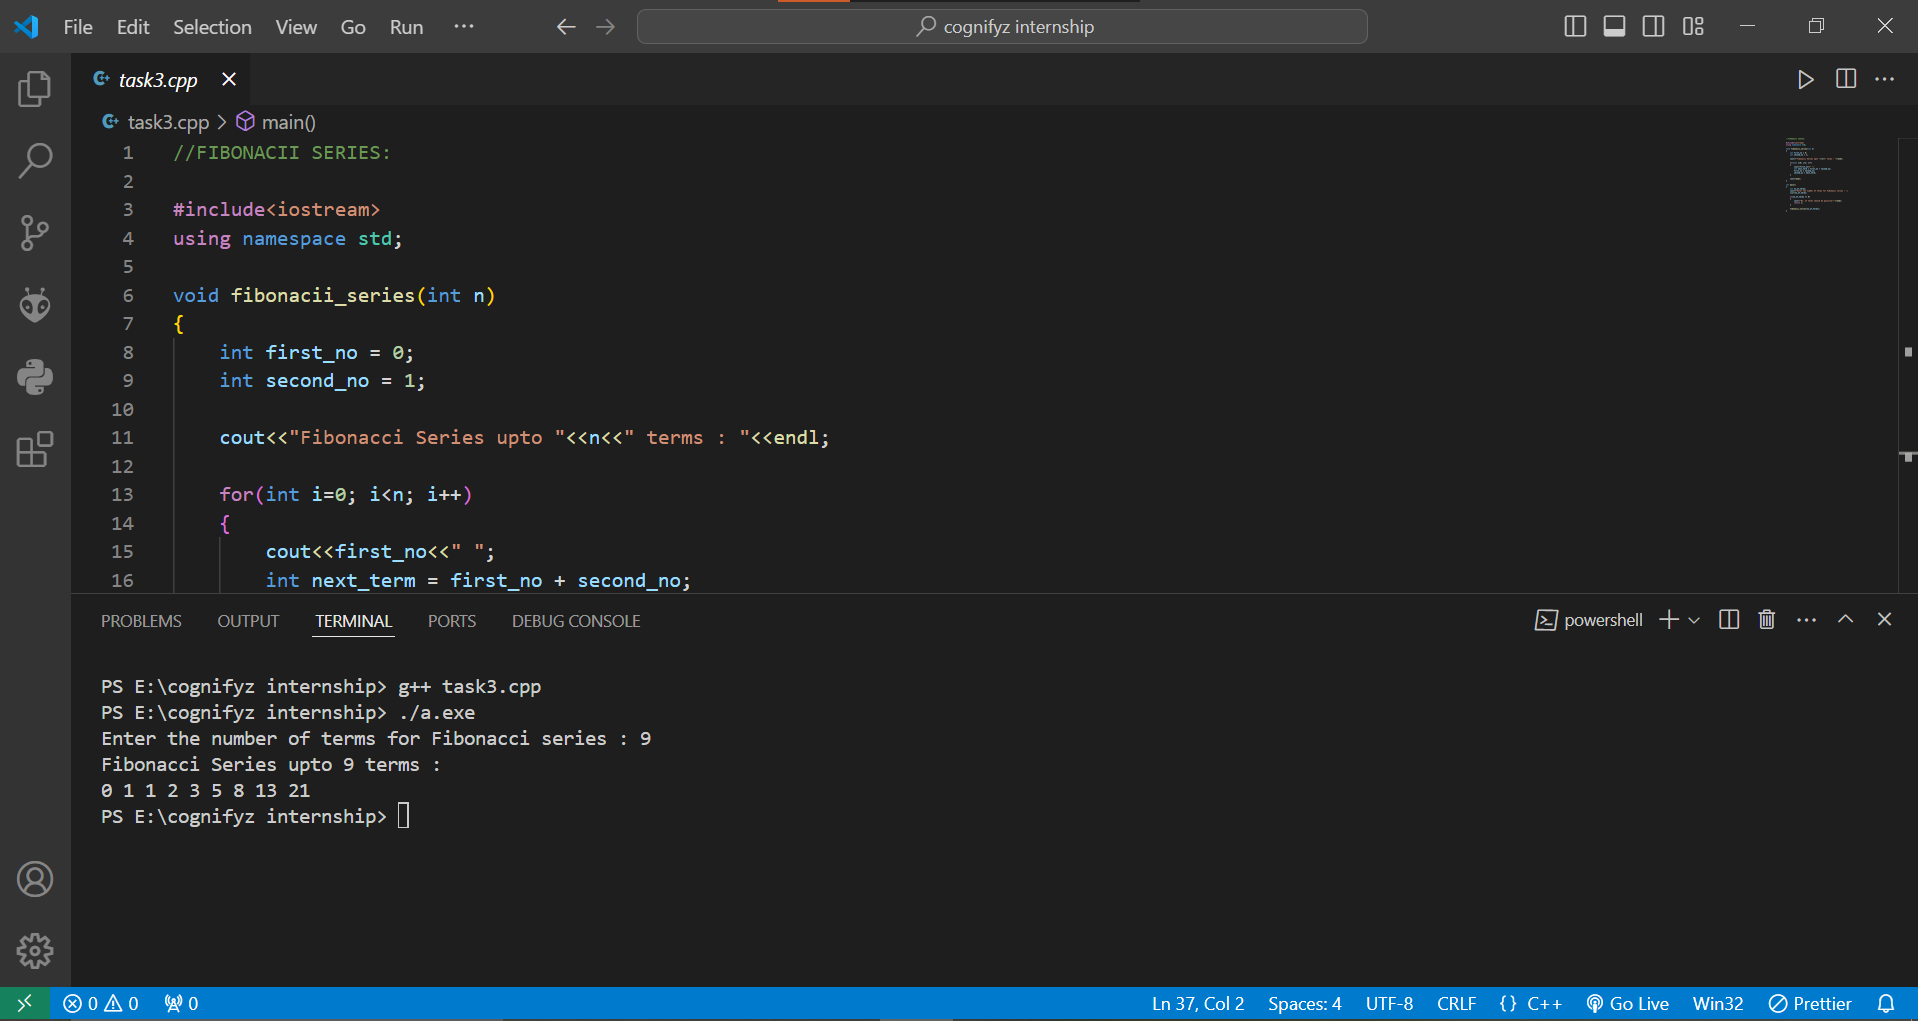 File Edit Selection View Go Run ··· cognifyz internship
task3.cpp
task3.cpp > main()
1 //FIBONACII SERIES:
2
3 #include<iostream>
4 using namespace std;
5
6 void fibonacii_series(int n)
7 {
8 int first_no = 0;
9 int second_no = 1;
10
11 cout<<"Fibonacci Series upto "<<n<<" terms : "<<endl;
12
13 for(int i=0; i<n; i++)
14 {
15 cout<<first_no<<" ";
16 int next_term = first_no + second_no;
PROBLEMS OUTPUT TERMINAL PORTS DEBUG CONSOLE powershell
PS E:\cognifyz internship> g++ task3.cpp
PS E:\cognifyz internship> ./a.exe
Enter the number of terms for Fibonacci series : 9
Fibonacci Series upto 9 terms :
0 1 1 2 3 5 8 13 21
PS E:\cognifyz internship>
0 0 0 Ln 37, Col 2 Spaces: 4 UTF-8 CRLF {} C++ Go Live Win32 Prettier